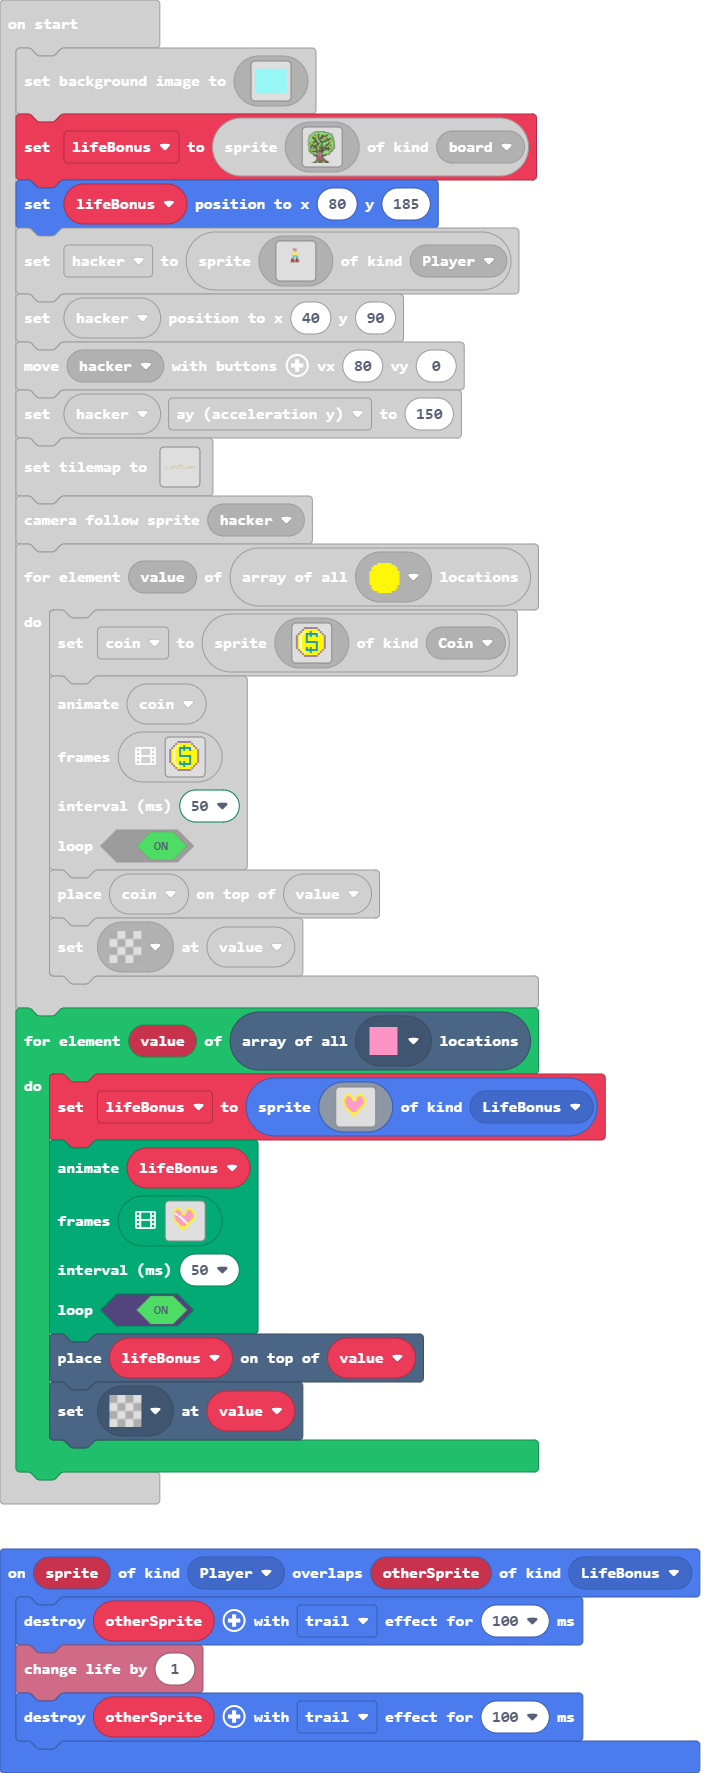 on start
set background image to
set lifeBonus to sprite of kind board
set lifeBonus position to x 80 y 185
set hacker to sprite of kind Player
set hacker position to x 40 y 90
move hacker with buttons vx 80 vy 0
set hacker ay (acceleration y) to 150
set tilemap to
camera follow sprite hacker
for element value of array of all locations
do
set coin to sprite $ of kind Coin
animate coin
frames $
interval (ms) 50
loop ON
place coin on top of value
set at value
for element value of array of all locations
do
set lifeBonus to sprite of kind LifeBonus
animate lifeBonus
frames
interval (ms) 50
loop ON
place lifeBonus on top of value
set at value
on sprite of kind Player overlaps otherSprite of kind LifeBonus
destroy otherSprite with trail effect for 100 ms
change life by 1
destroy otherSprite with trail effect for 100 ms